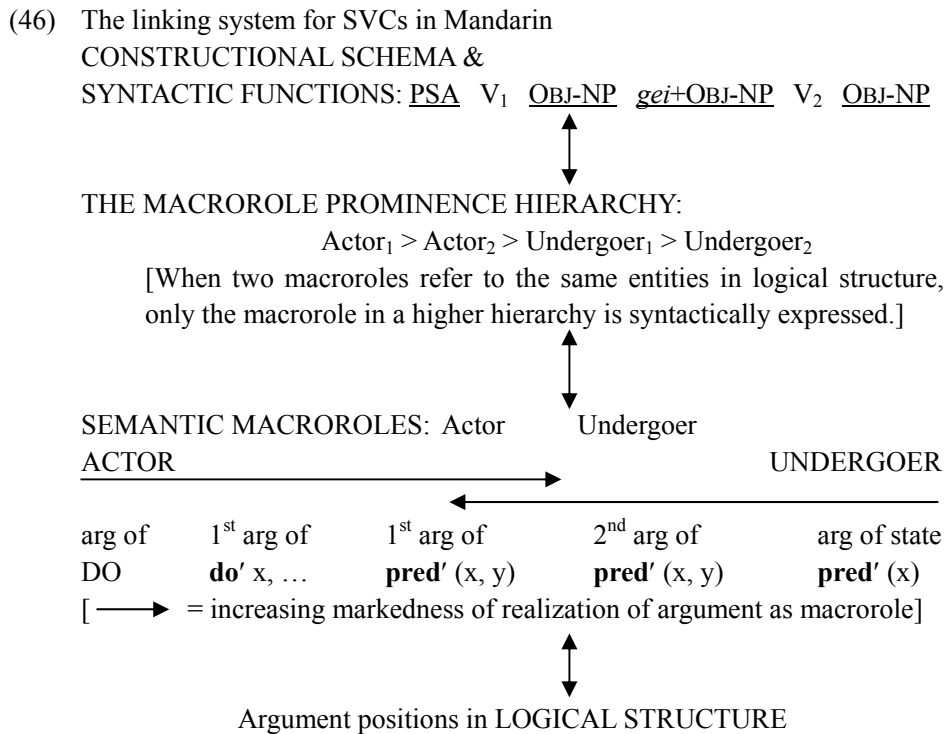 (46) The linking system for SVCs in Mandarin
CONSTRUCTIONAL SCHEMA &
SYNTACTIC FUNCTIONS: PSA V₁ OBJ-NP gei+OBJ-NP V₂ OBJ-NP
THE MACROROLE PROMINENCE HIERARCHY:
Actor₁ > Actor₂ > Undergoer₁ > Undergoer₂
[When two macroroles refer to the same entities in logical structure,
only the macrorole in a higher hierarchy is syntactically expressed.]
SEMANTIC MACROROLES: Actor Undergoer
ACTOR UNDERGOER
arg of 1st arg of 1st arg of 2nd arg of arg of state
DO do′ x, … pred′ (x, y) pred′ (x, y) pred′ (x)
[ → = increasing markedness of realization of argument as macrorole]
Argument positions in LOGICAL STRUCTURE